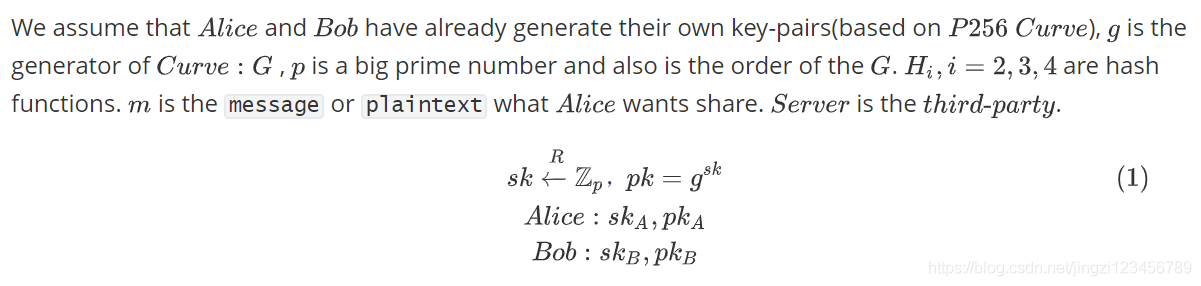 We assume that Alice and Bob have already generate their own key-pairs(based on P256 Curve), g is the
generator of Curve : G , p is a big prime number and also is the order of the G. H_i, i = 2, 3, 4 are hash
functions. m is the message or plaintext what Alice wants share. Server is the third-party.
sk \xleftarrow{R} ℤ_p, pk = g^{sk} (1)
Alice : sk_A, pk_A
Bob : sk_B, pk_B
https://blog.csdn.net/jingzi123456789